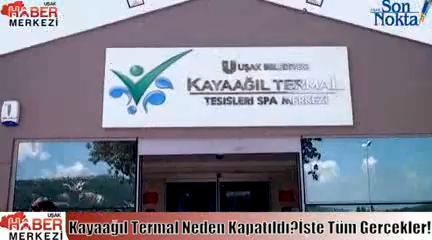 UŞAK
HABER
MERKEZİ
Son
Nokta
UŞAK BELEDİYESİ
KAYAAĞIL TERMAL
TESİSLERİ SPA MERKEZİ
UŞAK
HABER
MERKEZİ
Kayaağıl Termal Neden Kapatıldı?İşte Tüm Gerçekler!